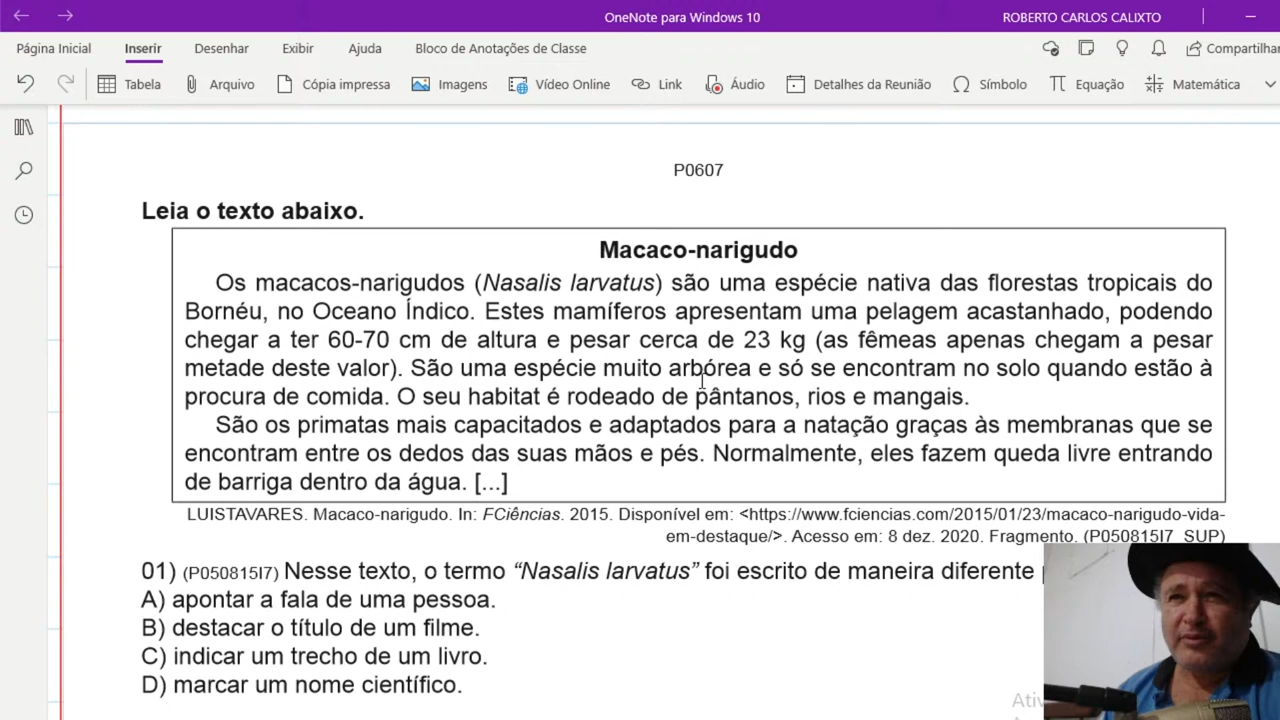 OneNote para Windows 10
ROBERTO CARLOS CALIXTO
Página Inicial Inserir Desenhar Exibir Ajuda Bloco de Anotações de Classe Compartilhar
Tabela Arquivo Cópia impressa Imagens Vídeo Online Link Áudio Detalhes da Reunião Símbolo Equação Matemática
P0607
Leia o texto abaixo.
Macaco-narigudo
Os macacos-narigudos (Nasalis larvatus) são uma espécie nativa das florestas tropicais do
Bornéu, no Oceano Índico. Estes mamíferos apresentam uma pelagem acastanhado, podendo
chegar a ter 60-70 cm de altura e pesar cerca de 23 kg (as fêmeas apenas chegam a pesar
metade deste valor). São uma espécie muito arbórea e só se encontram no solo quando estão à
procura de comida. O seu habitat é rodeado de pântanos, rios e mangais.
São os primatas mais capacitados e adaptados para a natação graças às membranas que se
encontram entre os dedos das suas mãos e pés. Normalmente, eles fazem queda livre entrando
de barriga dentro da água. [...]
LUISTAVARES. Macaco-narigudo. In: FCiências. 2015. Disponível em: <https://www.fciencias.com/2015/01/23/macaco-narigudo-vida-
em-destaque/>. Acesso em: 8 dez. 2020. Fragmento. (P050815I7_SUP)
01) (P050815I7) Nesse texto, o termo “Nasalis larvatus” foi escrito de maneira diferente
A) apontar a fala de uma pessoa.
B) destacar o título de um filme.
C) indicar um trecho de um livro.
D) marcar um nome científico.